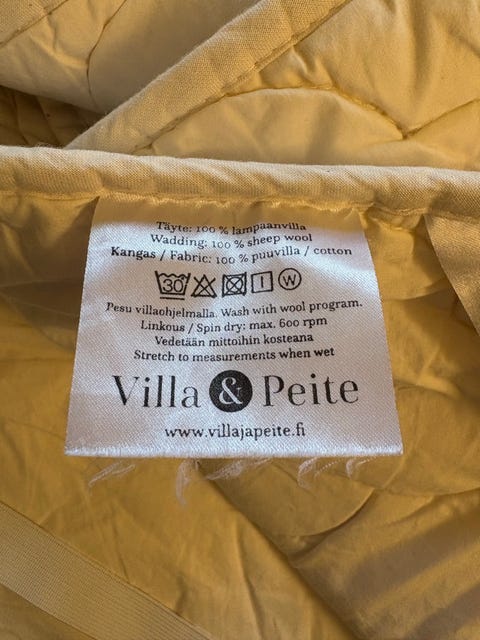 Täyte: 100 % lampaanvilla
Wadding: 100 % sheep wool
Kangas / Fabric: 100 % puuvilla / cotton
30 W
Pesu villaohjelmalla. Wash with wool program.
Linkous / Spin dry: max. 600 rpm
Vedetään mittoihin kosteana
Stretch to measurements when wet
Villa & Peite
www.villajapeite.fi